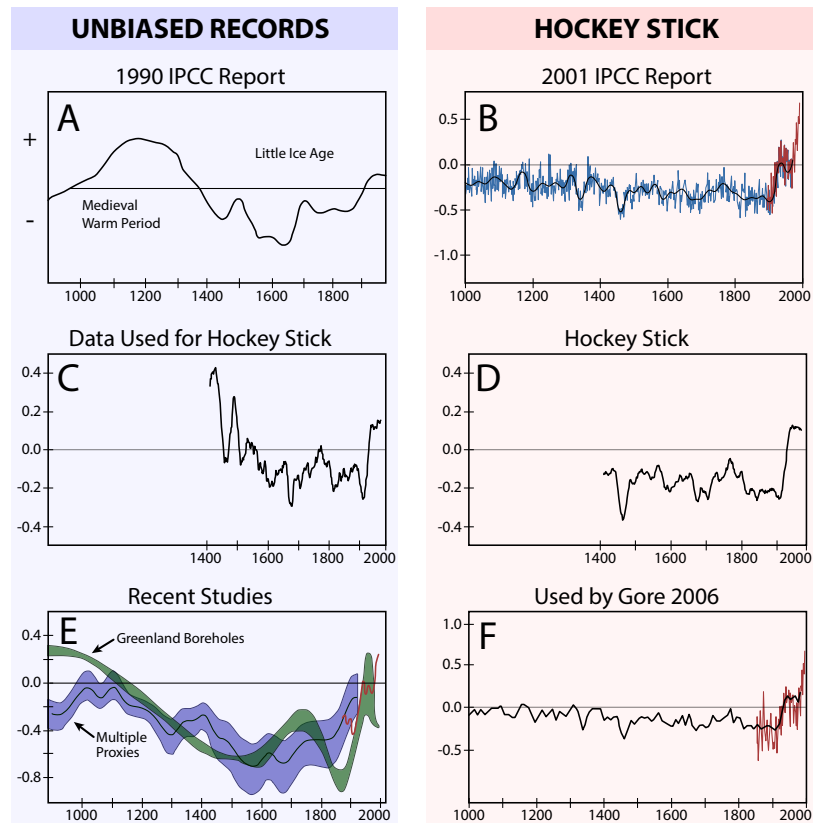 UNBIASED RECORDS
1990 IPCC Report
A
+
-
Little Ice Age
Medieval
Warm Period
1000 1200 1400 1600 1800
Data Used for Hockey Stick
C
0.4
0.2
0.0
-0.2
-0.4
1400 1600 1800 2000
Recent Studies
E
Greenland Boreholes
0.4
0.0
-0.4
-0.8
Multiple
Proxies
1000 1200 1400 1600 1800 2000
HOCKEY STICK
2001 IPCC Report
B
0.5
0.0
-0.5
-1.0
1000 1200 1400 1600 1800 2000
Hockey Stick
D
0.4
0.2
0.0
-0.2
-0.4
1400 1600 1800 2000
Used by Gore 2006
F
1.0
0.5
0.0
-0.5
1000 1200 1400 1600 1800 2000